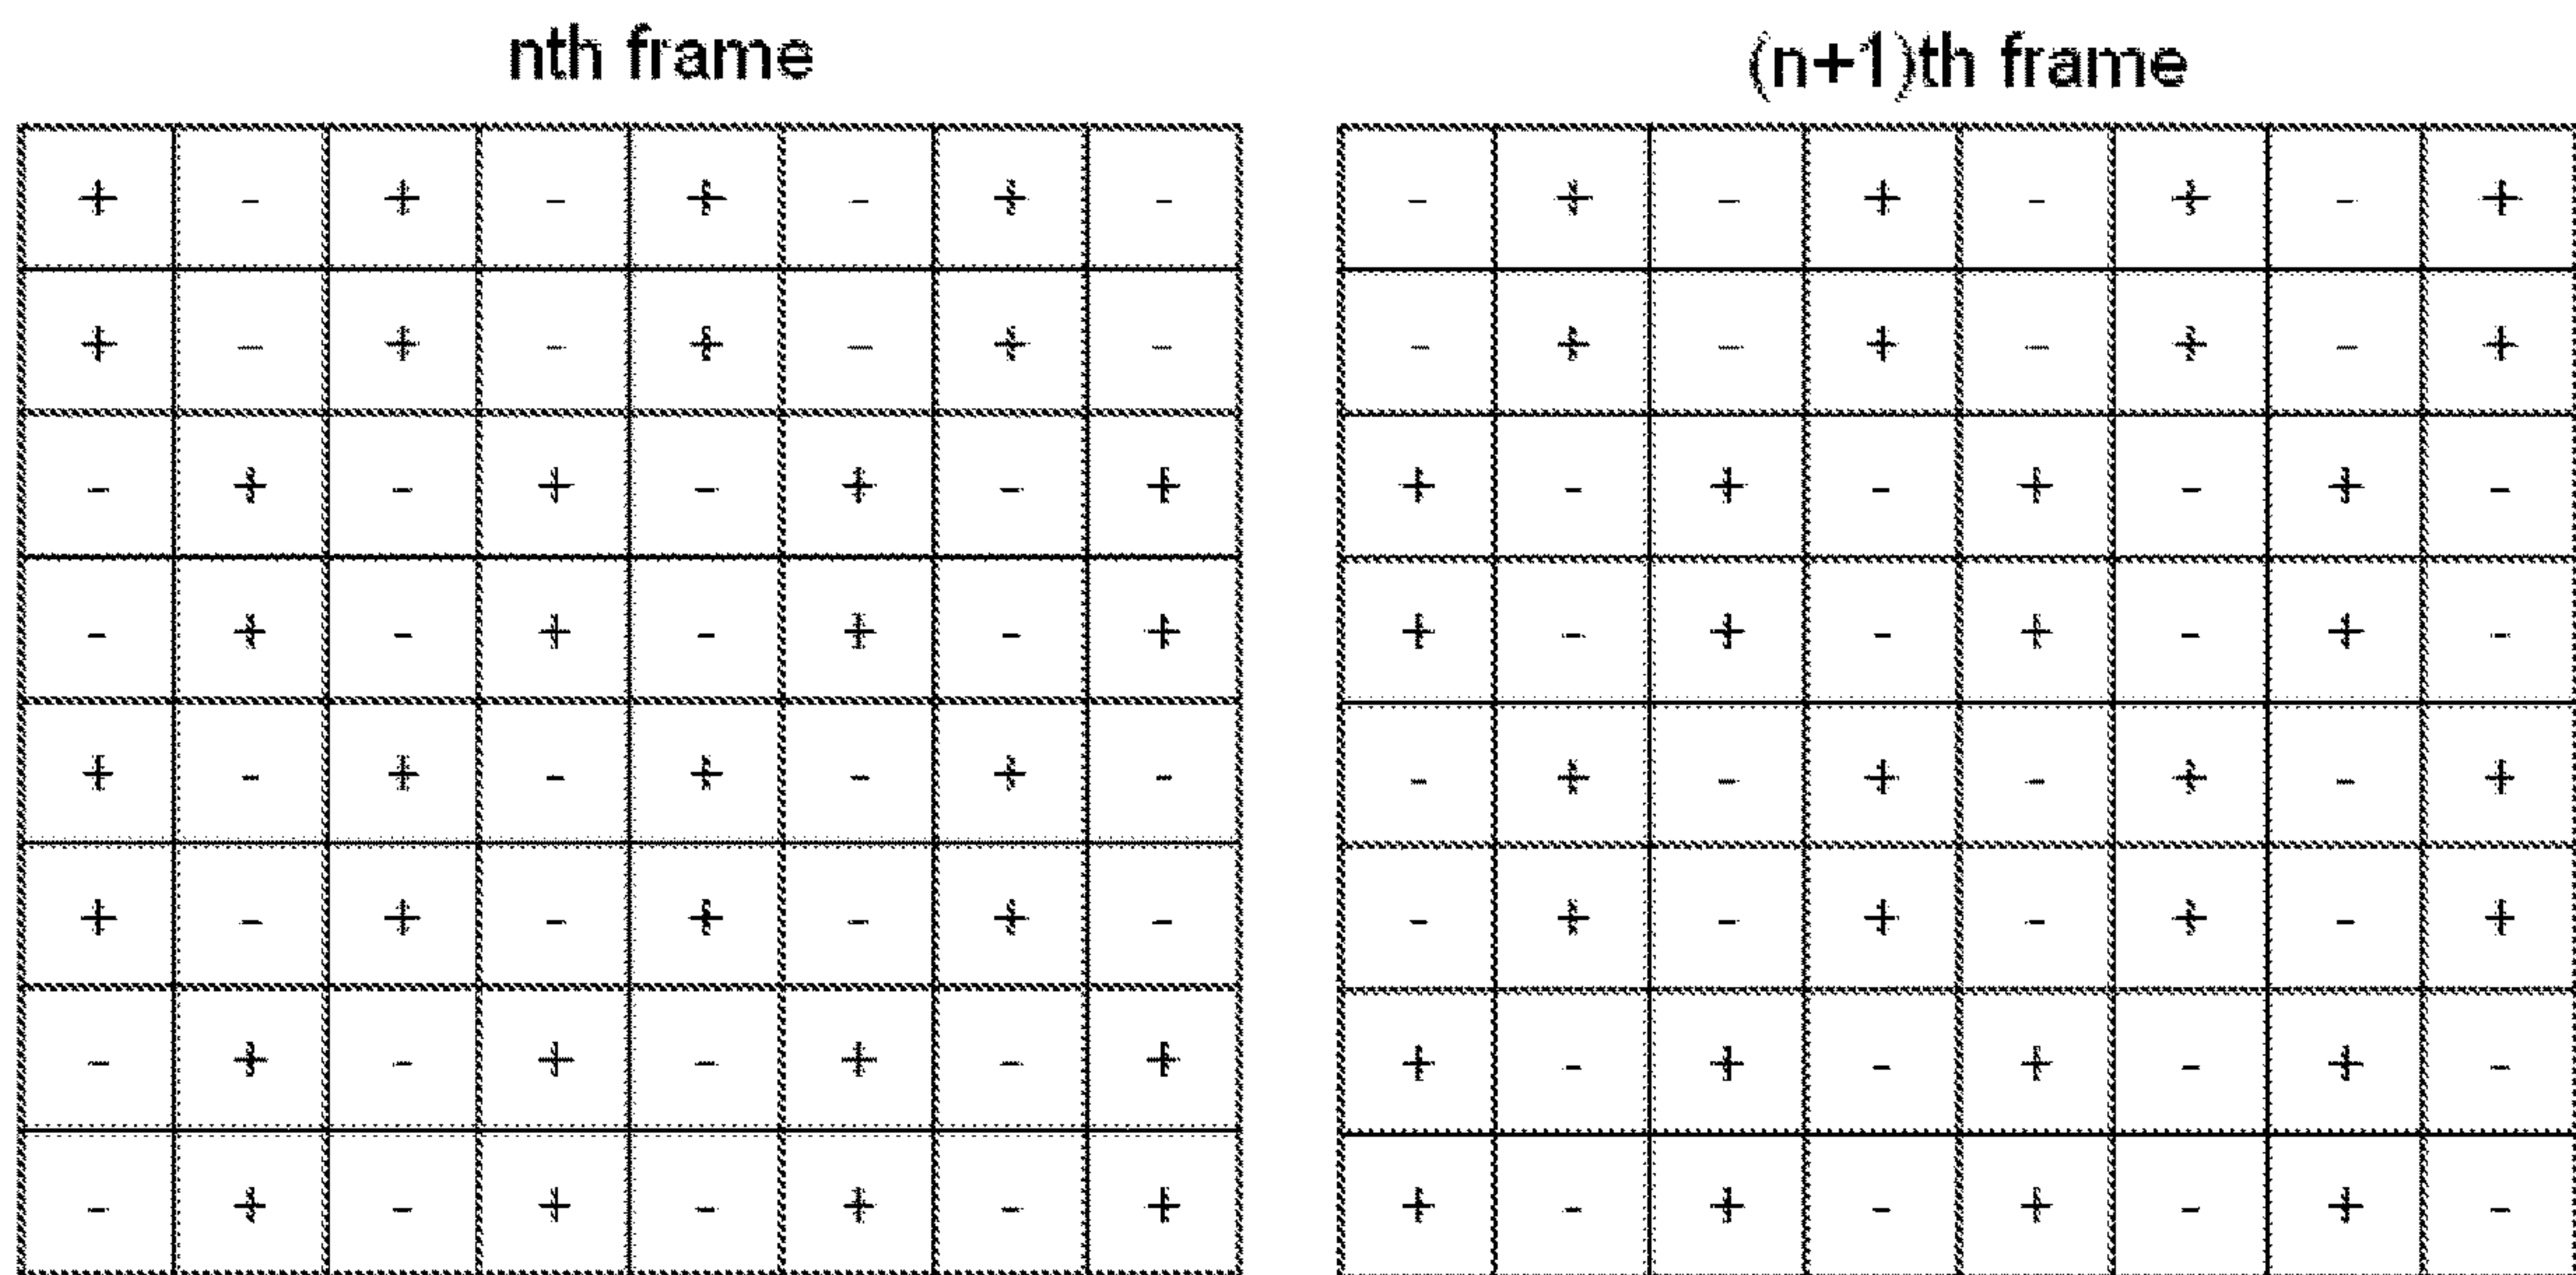 nth frame
+ - + - + - + -
+ - + - + - + -
- + - + - + - +
- + - + - + - +
+ - + - + - + -
+ - + - + - + -
- + - + - + - +
- + - + - + - +
(n+1)th frame
- + - + - + - +
- + - + - + - +
+ - + - + - + -
+ - + - + - + -
- + - + - + - +
- + - + - + - +
+ - + - + - + -
+ - + - + - + -